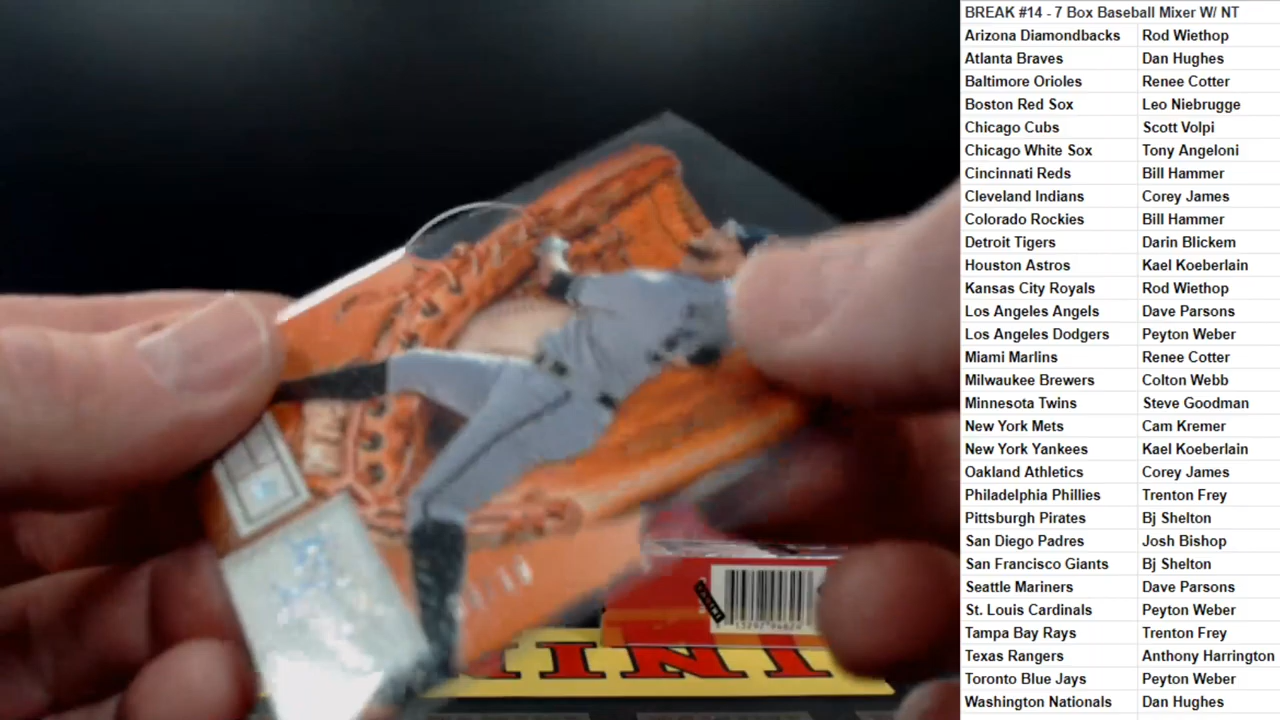 BREAK #14 - 7 Box Baseball Mixer W/ NT
Arizona Diamondbacks Rod Wiethop
Atlanta Braves Dan Hughes
Baltimore Orioles Renee Cotter
Boston Red Sox Leo Niebrugge
Chicago Cubs Scott Volpi
Chicago White Sox Tony Angeloni
Cincinnati Reds Bill Hammer
Cleveland Indians Corey James
Colorado Rockies Bill Hammer
Detroit Tigers Darin Blickem
Houston Astros Kael Koeberlain
Kansas City Royals Rod Wiethop
Los Angeles Angels Dave Parsons
Los Angeles Dodgers Peyton Weber
Miami Marlins Renee Cotter
Milwaukee Brewers Colton Webb
Minnesota Twins Steve Goodman
New York Mets Cam Kremer
New York Yankees Kael Koeberlain
Oakland Athletics Corey James
Philadelphia Phillies Trenton Frey
Pittsburgh Pirates Bj Shelton
San Diego Padres Josh Bishop
San Francisco Giants Bj Shelton
Seattle Mariners Dave Parsons
St. Louis Cardinals Peyton Weber
Tampa Bay Rays Trenton Frey
Texas Rangers Anthony Harrington
Toronto Blue Jays Peyton Weber
Washington Nationals Dan Hughes
PANINI